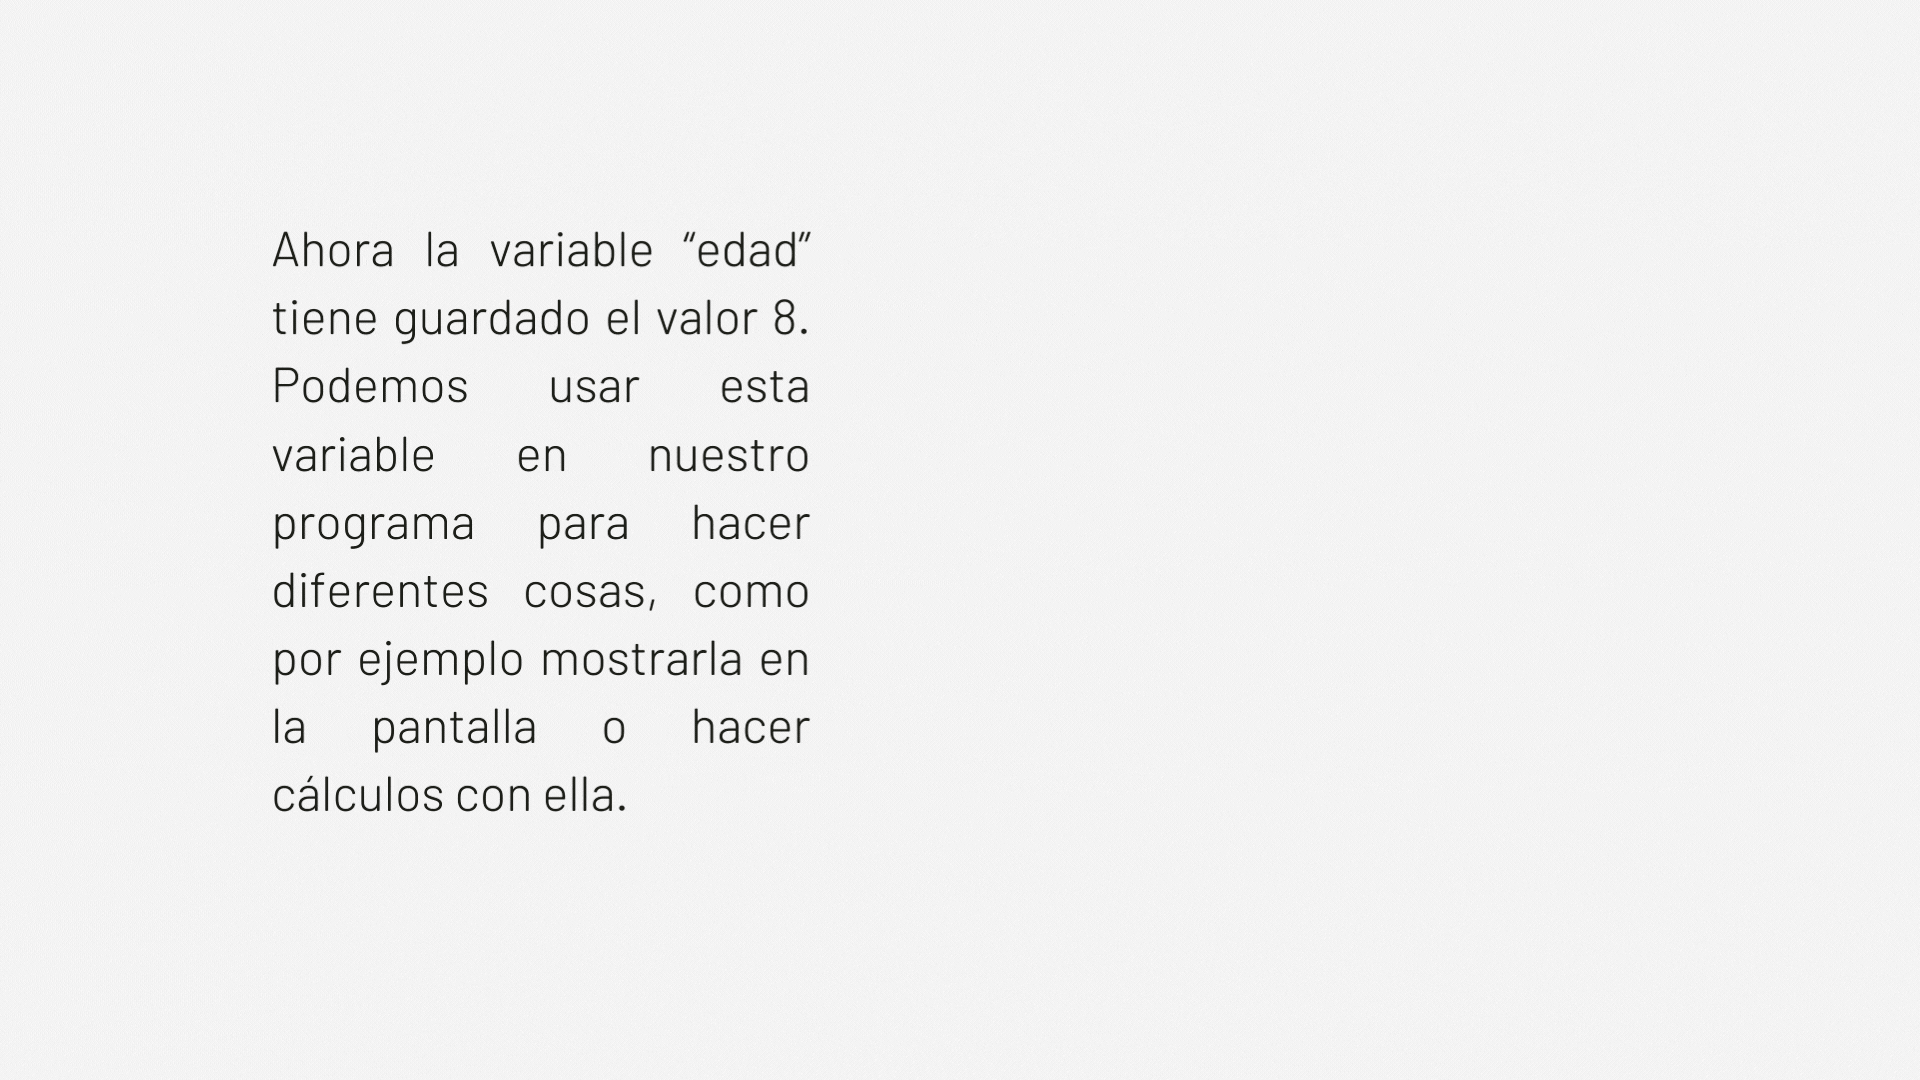 Ahora la variable “edad”
tiene guardado el valor 8.
Podemos usar esta
variable en nuestro
programa para hacer
diferentes cosas, como
por ejemplo mostrarla en
la pantalla o hacer
cálculos con ella.